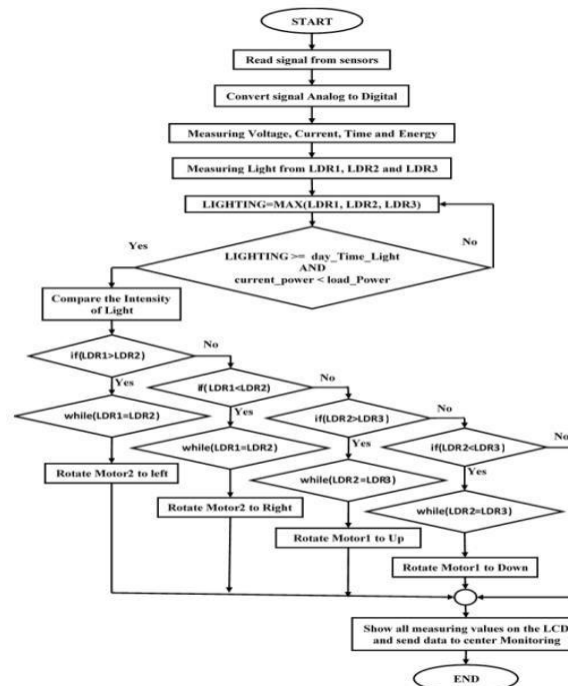 START
Read signal from sensors
Convert signal Analog to Digital
Measuring Voltage, Current, Time and Energy
Measuring Light from LDR1, LDR2 and LDR3
LIGHTING=MAX(LDR1, LDR2, LDR3)
Yes
No
LIGHTING >= day_Time_Light
AND
current_power < load_Power
Compare the Intensity
of Light
if(LDR1>LDR2)
No
Yes
if(LDR1<LDR2)
No
while(LDR1=LDR2)
Yes
if(LDR2>LDR3)
No
while(LDR1=LDR2)
Yes
if(LDR2<LDR3)
No
Rotate Motor2 to left
while(LDR2=LDR3)
Yes
Rotate Motor2 to Right
while(LDR2=LDR3)
Rotate Motor1 to Up
Rotate Motor1 to Down
Show all measuring values on the LCD
and send data to center Monitoring
END